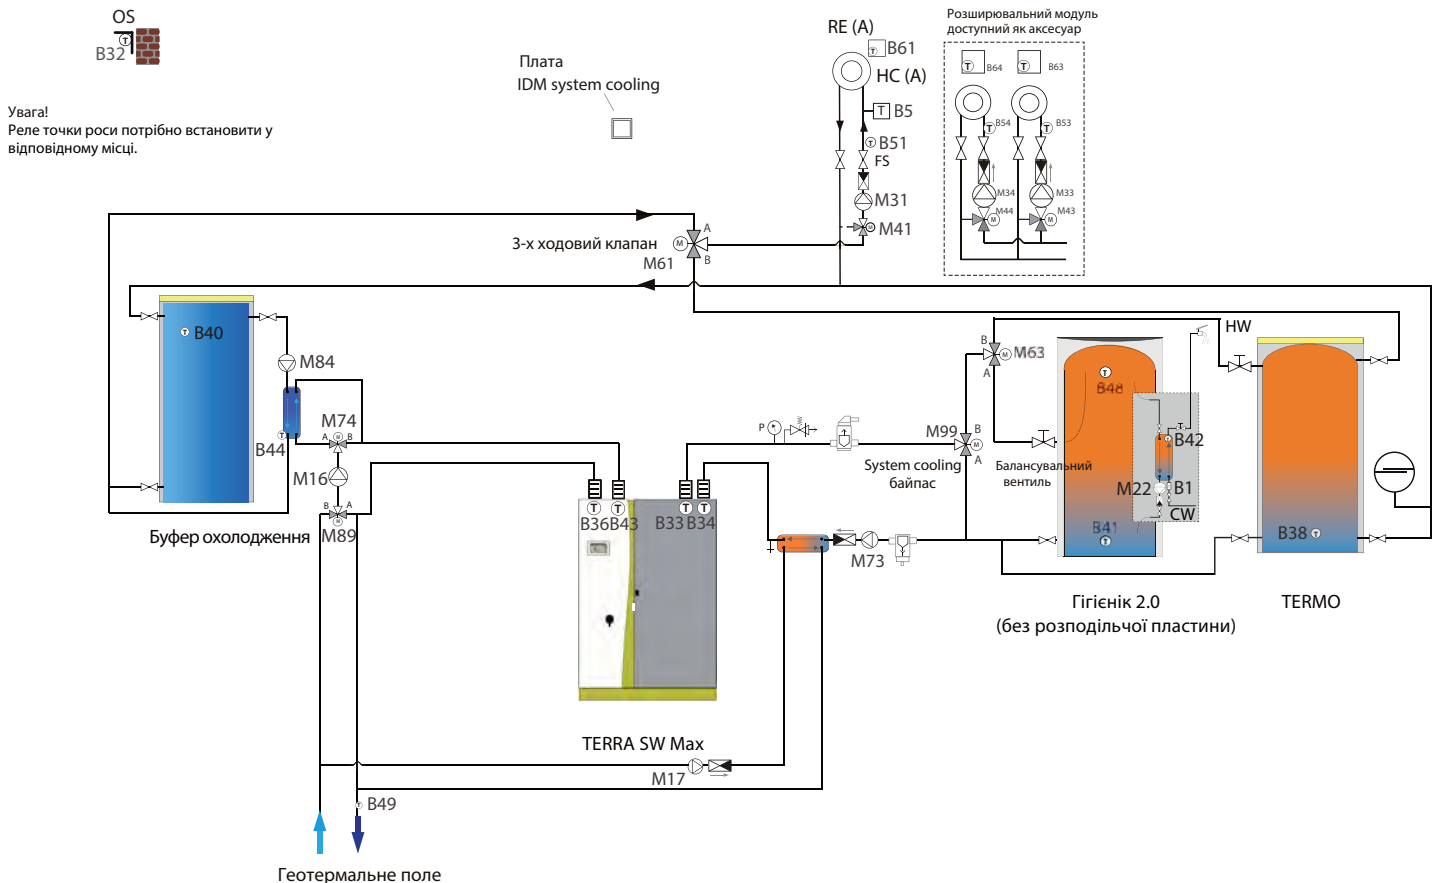 OS
B32
Увага!
Реле точки роси потрібно встановити у
відповідному місці.
Плата
IDM system cooling
RE (A)
T B61
HC (A)
T B5
T B51
FS
M31
M M41
Розширювальний модуль
доступний як аксесуар
T B64 T B63
T B54 T B53
M34 M33
M44 M M43 M
3-х ходовий клапан
M A
B
M61
T B40
M84
M74
A M B
T
B44
M16
B A
M
M89
Буфер охолодження
T T T T
B36 B43 B33 B34
TERRA SW Max
M17
T B49
Геотермальне поле
P
M99 B
M
A
System cooling
байпас
M73
B
M M63
A
Балансувальний
вентиль
T
B48
B41
T
HW
T
T B42
M22 B1
CW
Гігієнік 2.0
(без розподільчої пластини)
B38 T
TERMO